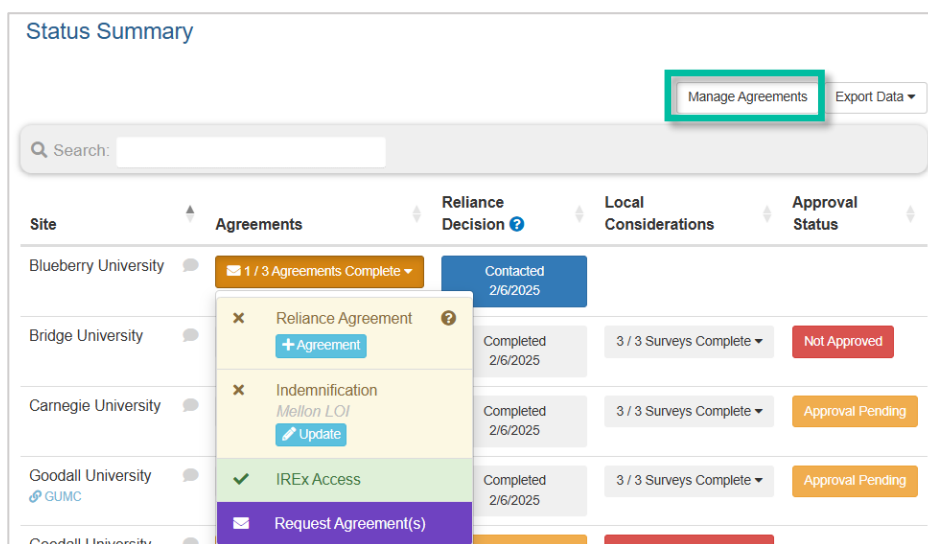 Status Summary
Manage Agreements
Export Data
Search:
Site
Agreements
Reliance
Decision
Local
Considerations
Approval
Status
Blueberry University
1 / 3 Agreements Complete
Contacted
2/6/2025
Reliance Agreement
+Agreement
Indemnification
Mellon LOI
Update
IREx Access
Request Agreement(s)
Bridge University
Completed
2/6/2025
3 / 3 Surveys Complete
Not Approved
Carnegie University
Completed
2/6/2025
3 / 3 Surveys Complete
Approval Pending
Goodall University
GUMC
Completed
2/6/2025
3 / 3 Surveys Complete
Approval Pending
Goodall University